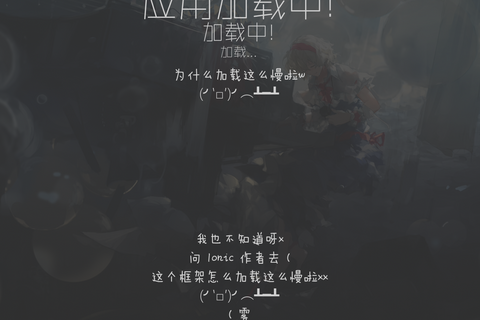 应用加载中!
加载中!
加载...
为什么加载这么慢啦w
(╯'□')╯︵┻━┻
我也不知道呀x
问 Ionic 作者去（
这个框架怎么加载这么慢啦xx
(╯'□')╯︵┻━┻
（雾